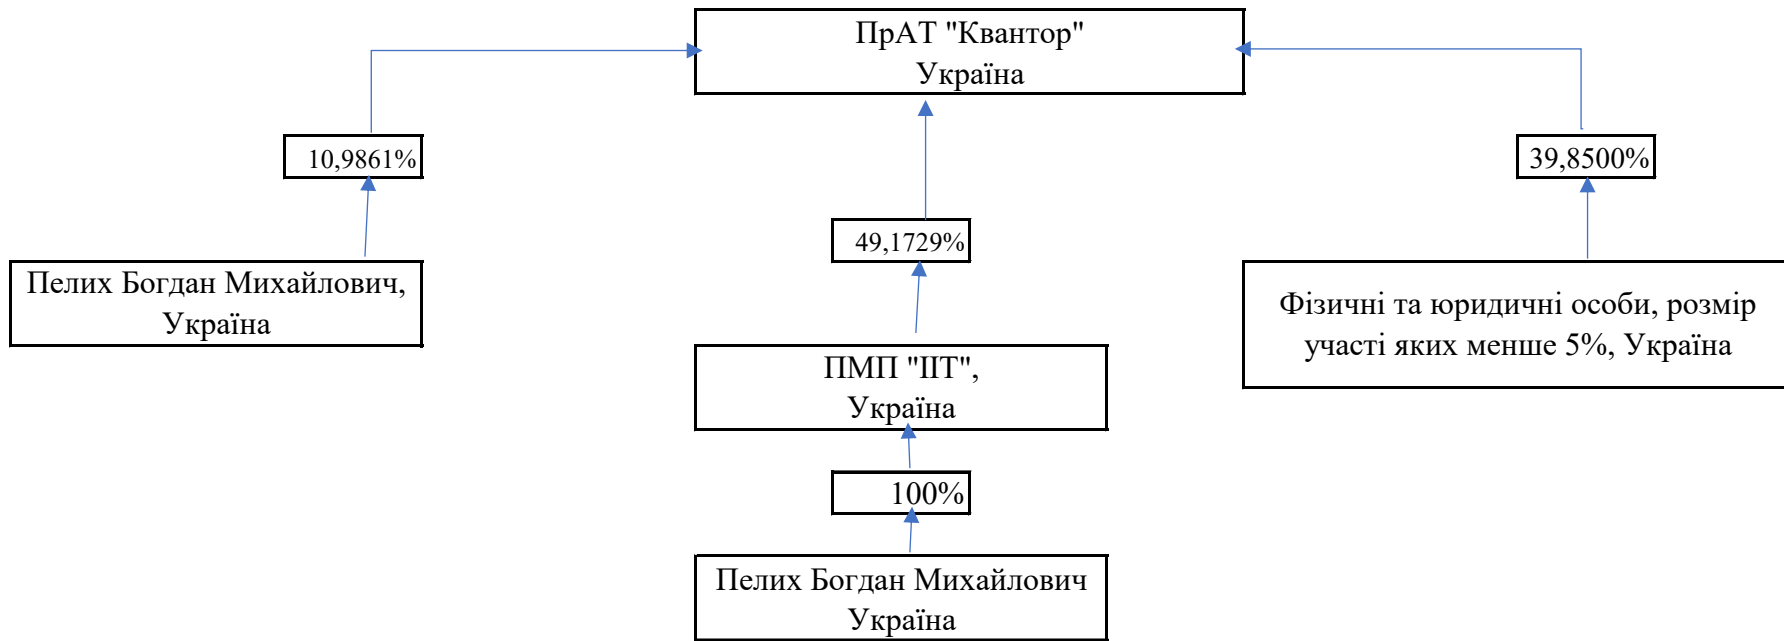 ПрАТ "Квантор"
Україна
10,9861%
39,8500%
49,1729%
Пелих Богдан Михайлович,
Україна
Фізичні та юридичні особи, розмір
участі яких менше 5%, Україна
ПМП "ІІТ",
Україна
100%
Пелих Богдан Михайлович
Україна